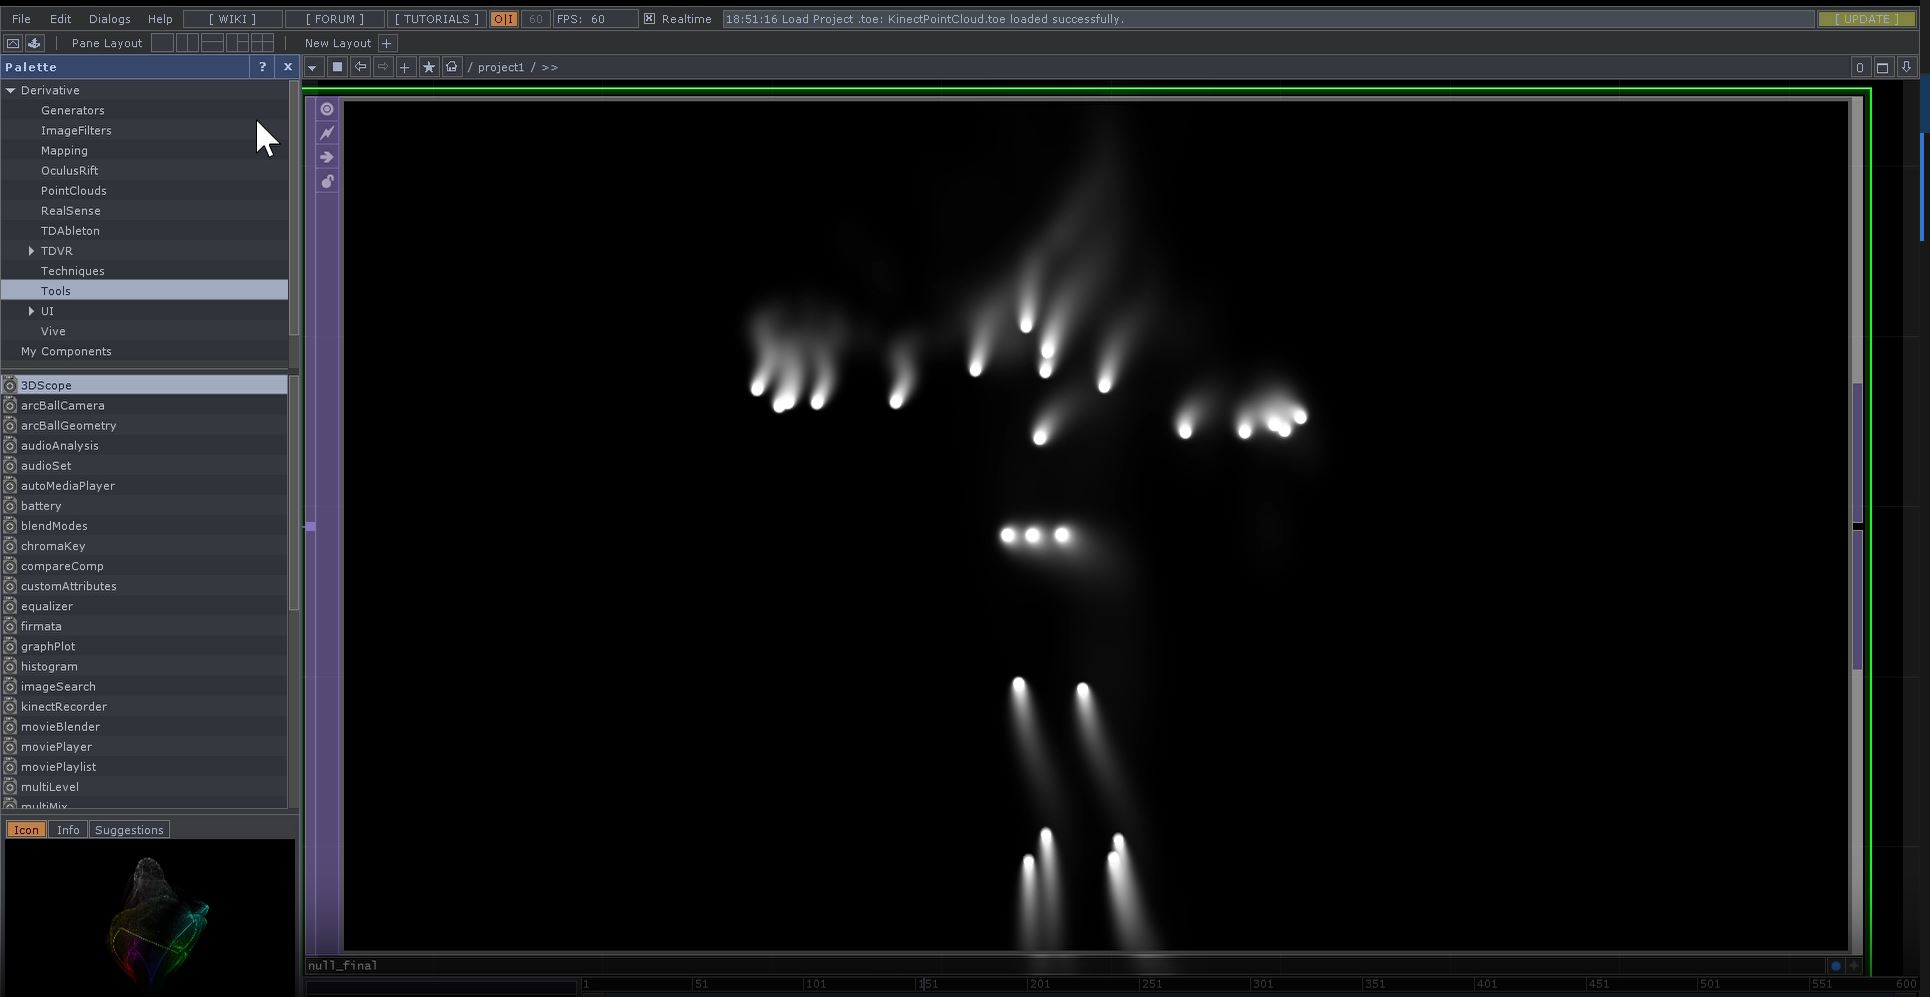 File Edit Dialogs Help [ WIKI ] [ FORUM ] [ TUTORIALS ] O|I 60 FPS: 60 Realtime 18:51:16 Load Project .toe: KinectPointCloud.toe loaded successfully. [ UPDATE ]
Pane Layout New Layout +
Palette ? x / project1 / >> 0
Derivative
Generators
ImageFilters
Mapping
OculusRift
PointClouds
RealSense
TDAbleton
TDVR
Techniques
Tools
UI
Vive
My Components
3DScope
arcBallCamera
arcBallGeometry
audioAnalysis
audioSet
autoMediaPlayer
battery
blendModes
chromaKey
compareComp
customAttributes
equalizer
firmata
graphPlot
histogram
imageSearch
kinectRecorder
movieBlender
moviePlayer
moviePlaylist
multiLevel
multiMix
Icon Info Suggestions
null_final
1 51 101 151 201 251 301 351 401 451 501 551 600